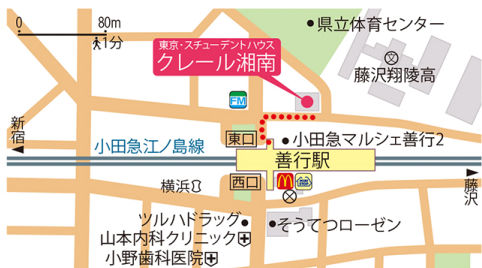 0 80m
1分
県立体育センター
東京・スチューデントハウス
クレール湘南
藤沢翔陵高
文
FM
新宿
小田急江ノ島線
東口
小田急マルシェ善行2
善行駅
横浜
西口
M
藤沢
ツルハドラッグ
そうてつローゼン
山本内科クリニック
小野歯科医院